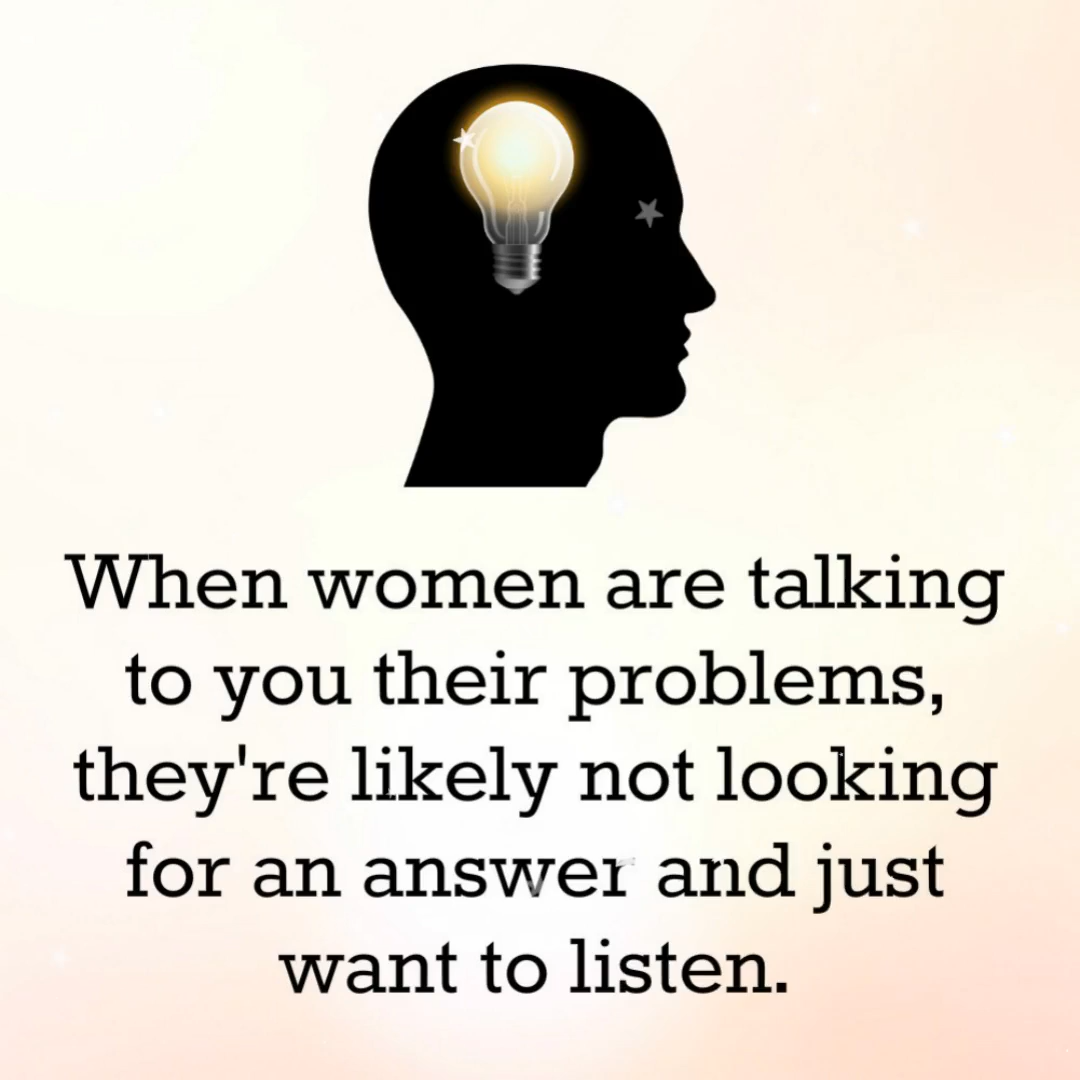 When women are talking
to you their problems,
they're likely not looking
for an answer and just
want to listen.